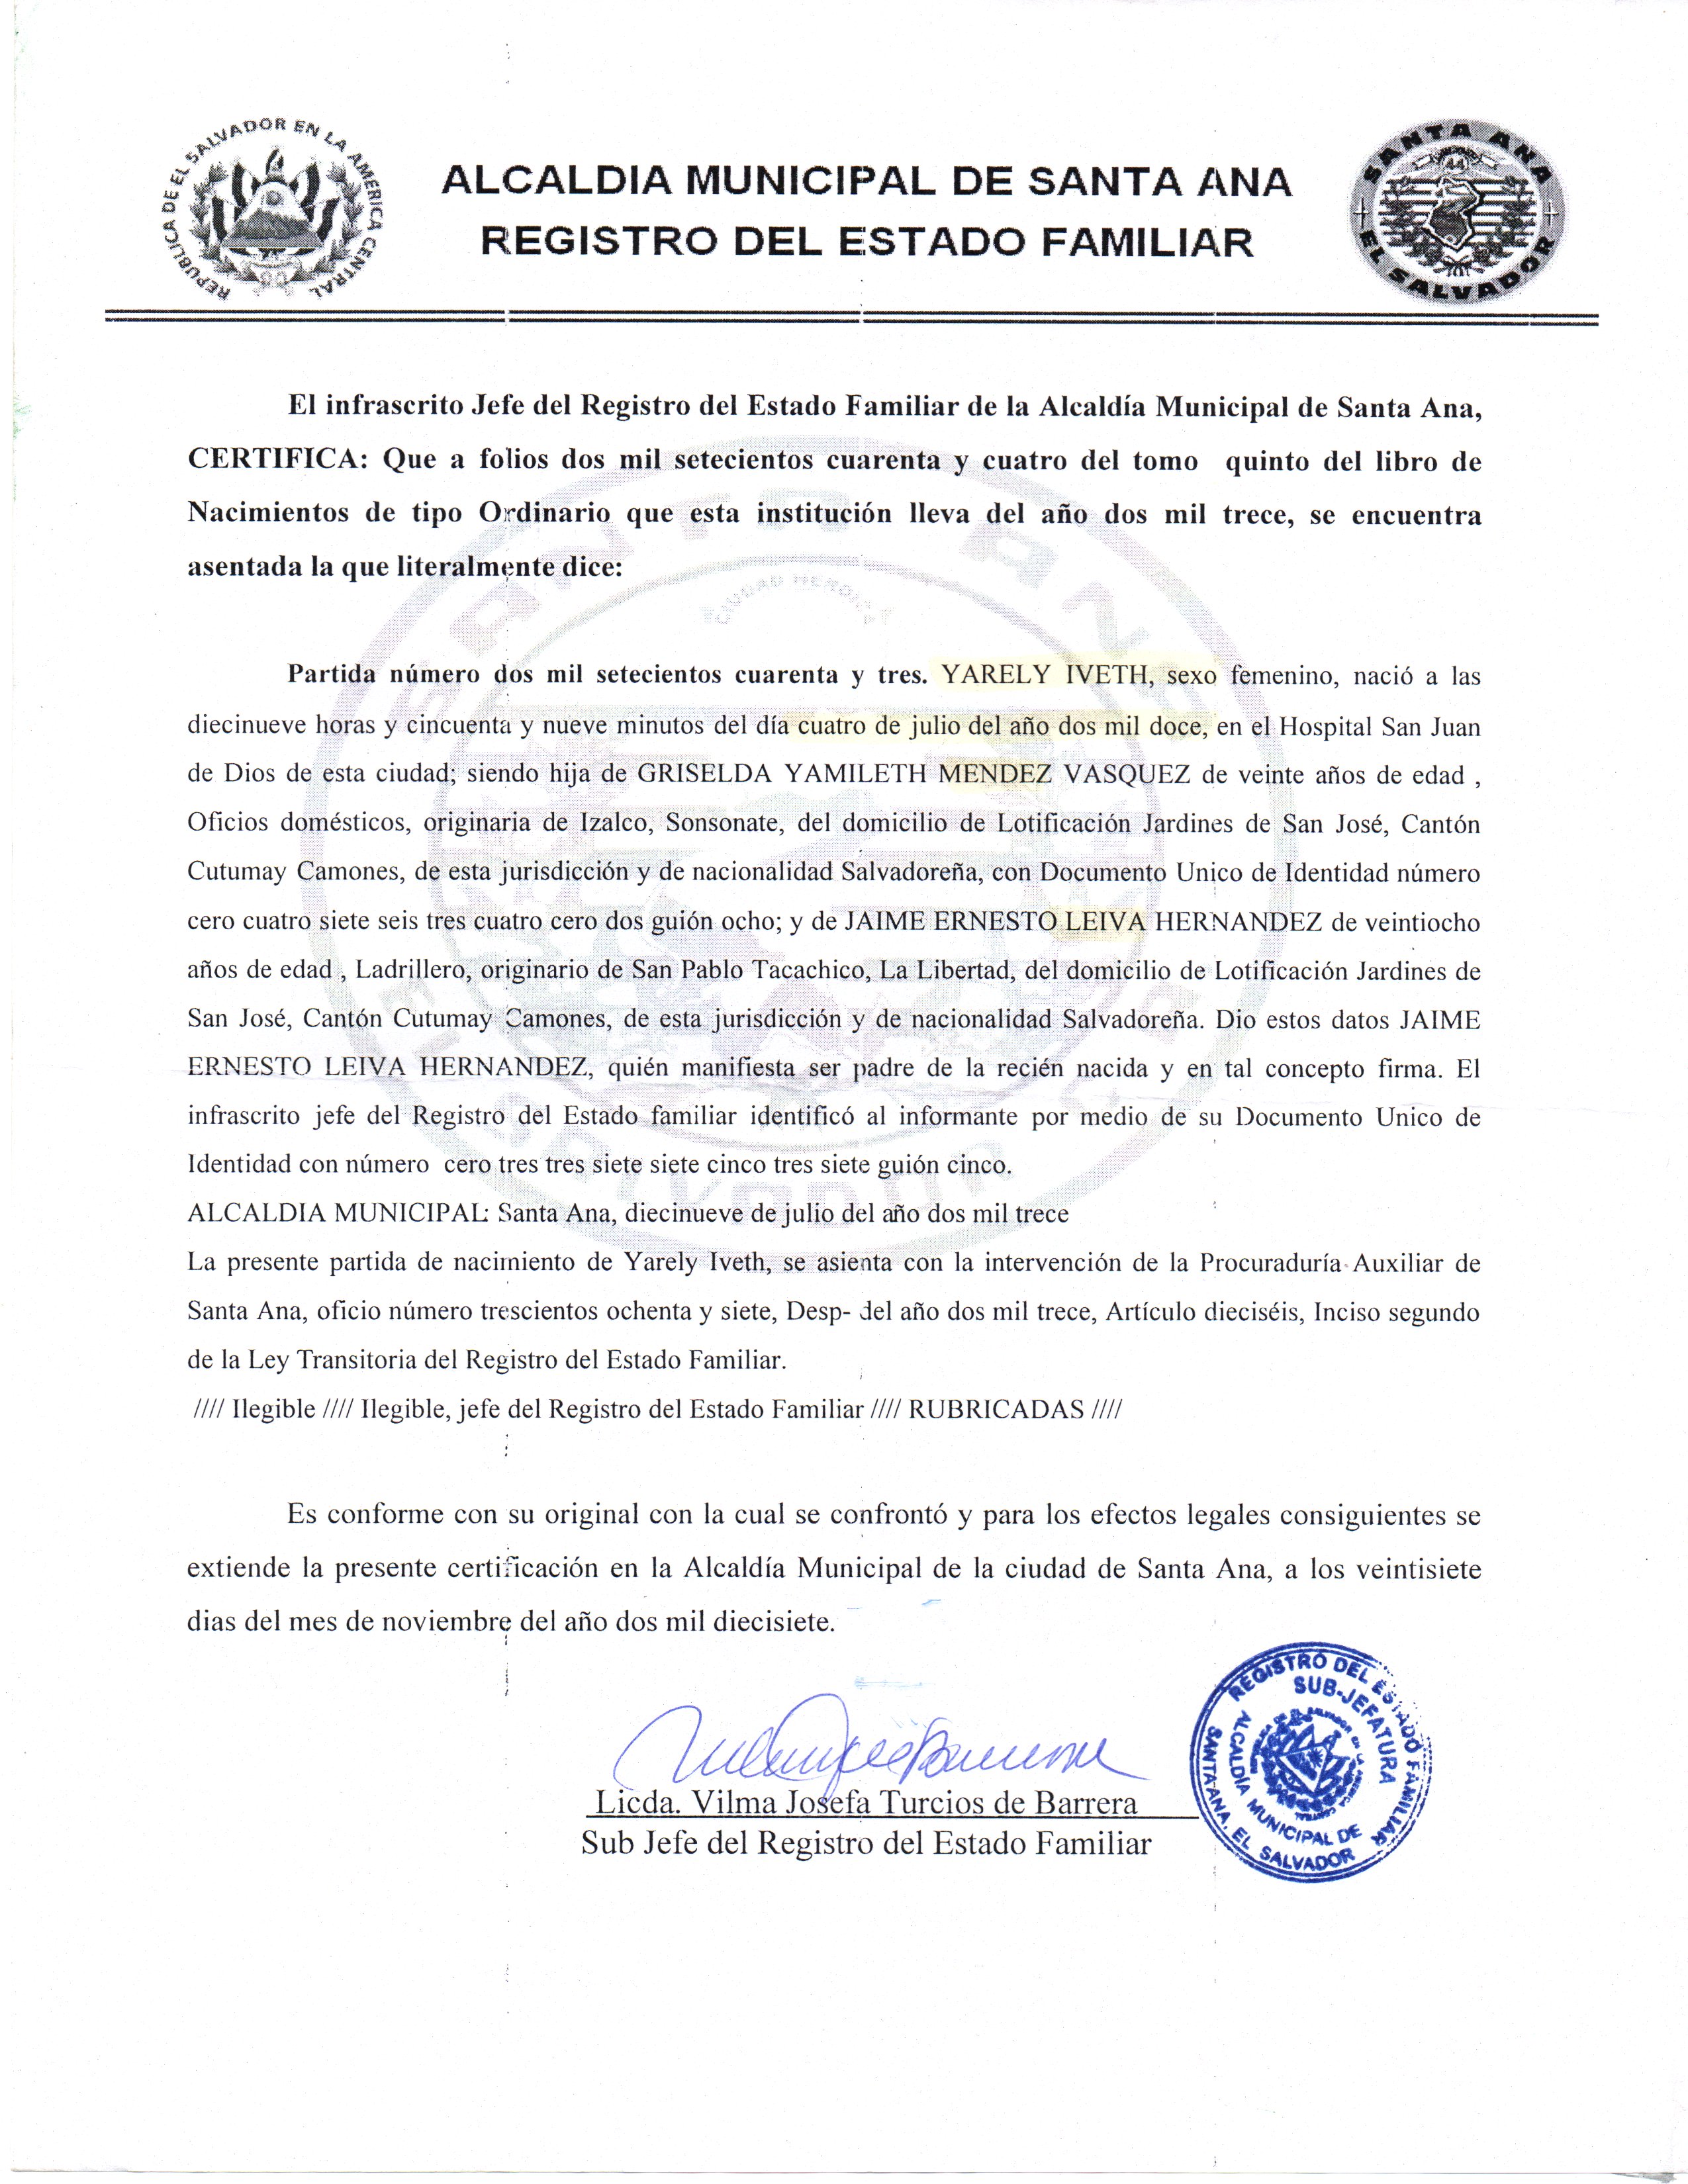 REPUBLICA DE EL SALVADOR EN LA AMERICA CENTRAL
ALCALDIA MUNICIPAL DE SANTA ANA
REGISTRO DEL ESTADO FAMILIAR
SANTA ANA
EL SALVADOR
El infrascrito Jefe del Registro del Estado Familiar de la Alcaldía Municipal de Santa Ana,
CERTIFICA: Que a folios dos mil setecientos cuarenta y cuatro del tomo quinto del libro de
Nacimientos de tipo Ordinario que esta institución lleva del año dos mil trece, se encuentra
asentada la que literalmente dice:
CIUDAD HEROICA
Partida número dos mil setecientos cuarenta y tres. YARELY IVETH, sexo femenino, nació a las
diecinueve horas y cincuenta y nueve minutos del día cuatro de julio del año dos mil doce, en el Hospital San Juan
de Dios de esta ciudad; siendo hija de GRISELDA YAMILETH MENDEZ VASQUEZ de veinte años de edad ,
Oficios domésticos, originaria de Izalco, Sonsonate, del domicilio de Lotificación Jardines de San José, Cantón
Cutumay Camones, de esta jurisdicción y de nacionalidad Salvadoreña, con Documento Unico de Identidad número
cero cuatro siete seis tres cuatro cero dos guión ocho; y de JAIME ERNESTO LEIVA HERNANDEZ de veintiocho
años de edad , Ladrillero, originario de San Pablo Tacachico, La Libertad, del domicilio de Lotificación Jardines de
San José, Cantón Cutumay Camones, de esta jurisdicción y de nacionalidad Salvadoreña. Dio estos datos JAIME
ERNESTO LEIVA HERNANDEZ, quién manifiesta ser padre de la recién nacida y en tal concepto firma. El
infrascrito jefe del Registro del Estado familiar identificó al informante por medio de su Documento Unico de
Identidad con número cero tres tres siete siete cinco tres siete guión cinco.
ALCALDIA MUNICIPAL: Santa Ana, diecinueve de julio del año dos mil trece
La presente partida de nacimiento de Yarely Iveth, se asienta con la intervención de la Procuraduría Auxiliar de
Santa Ana, oficio número trescientos ochenta y siete, Desp- del año dos mil trece, Artículo dieciséis, Inciso segundo
de la Ley Transitoria del Registro del Estado Familiar.
//// Ilegible //// Ilegible, jefe del Registro del Estado Familiar //// RUBRICADAS ////
Es conforme con su original con la cual se confrontó y para los efectos legales consiguientes se
extiende la presente certificación en la Alcaldía Municipal de la ciudad de Santa Ana, a los veintisiete
dias del mes de noviembre del año dos mil diecisiete.
Licda. Vilma Josefa Turcios de Barrera
Sub Jefe del Registro del Estado Familiar
REGISTRO DEL ESTADO FAMILIAR
SUB-JEFATURA
ALCALDÍA MUNICIPAL DE
SANTA ANA, EL SALVADOR